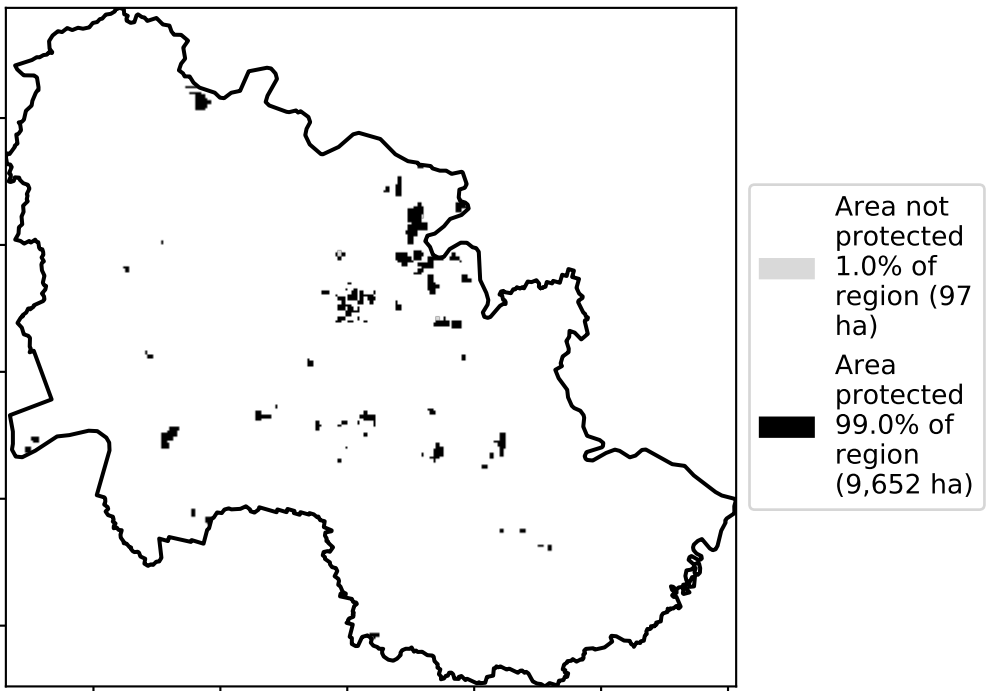 Area not
protected
1.0% of
region (97
ha)
Area
protected
99.0% of
region
(9,652 ha)